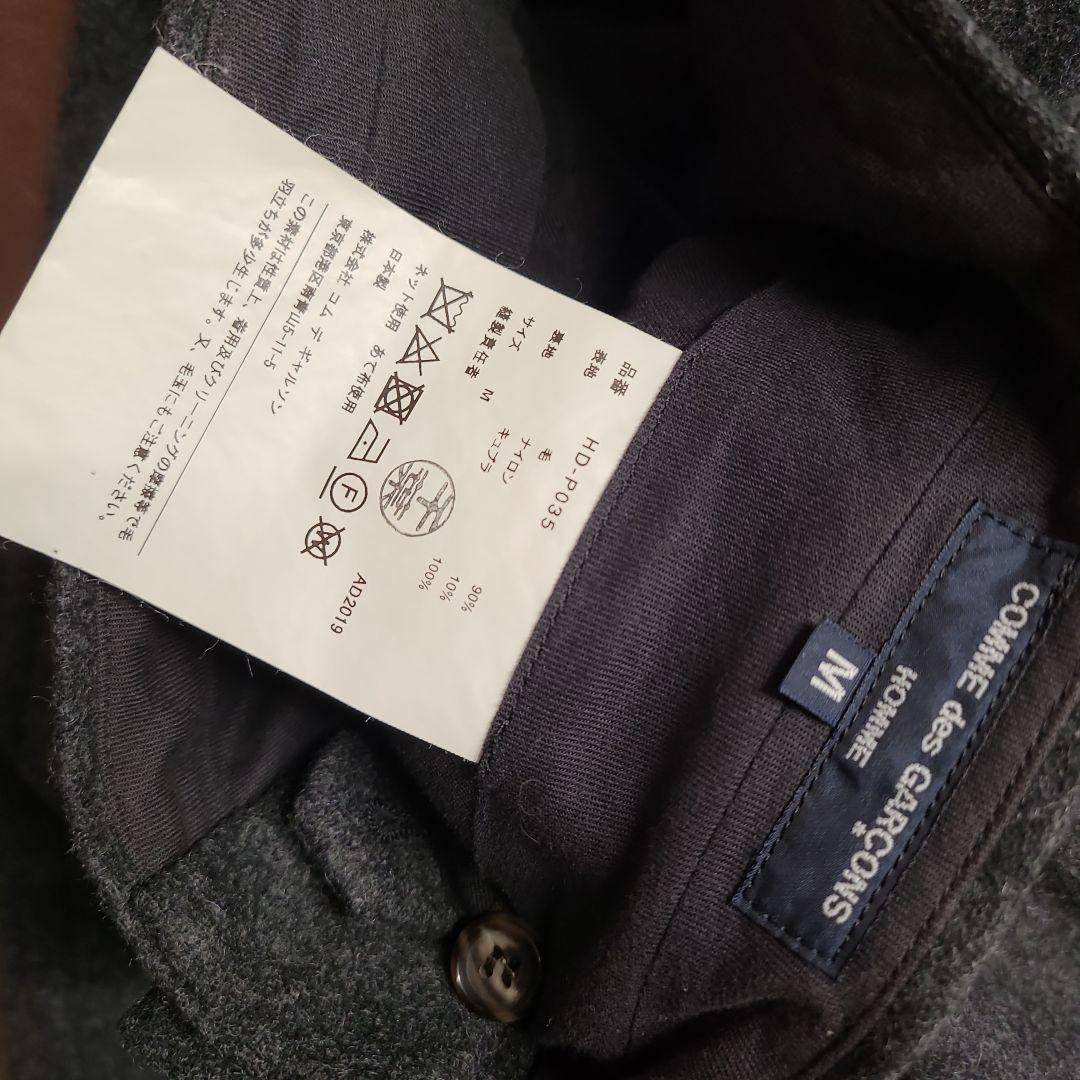 品番 HD-P035
表地 毛 90%
ナイロン 10%
裏地 キュプラ 100%
サイズ M
縫製責任者
ネット使用 あて布使用
日本製
F
W
AD2019
株式会社 コム デ ギャルソン
東京都港区南青山5-11-5
この素材は性質上、着用及びクリーニングの摩擦等で毛
羽立ちが多少生じます。又、毛玉にもご注意ください。
COMME des GARÇONS
HOMME
M